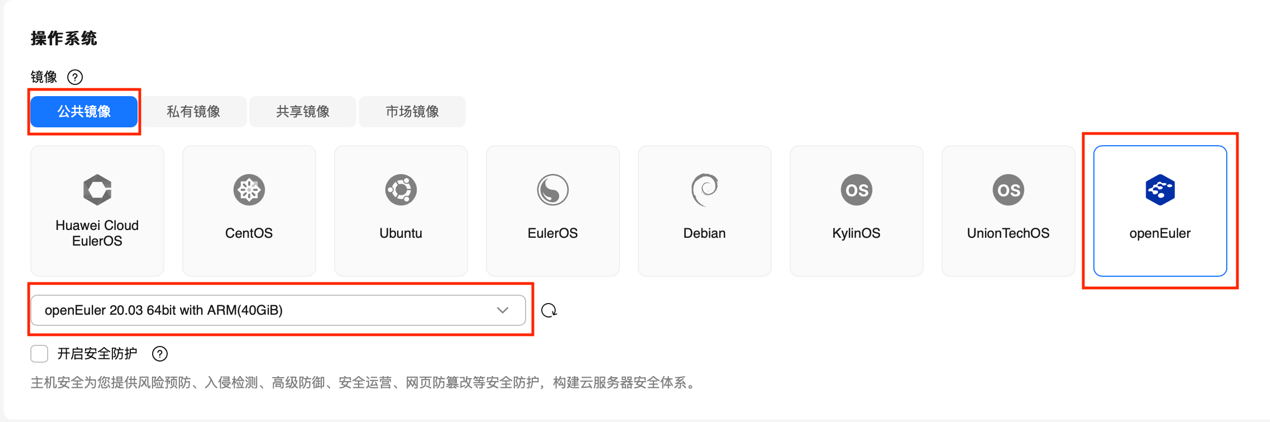 操作系统
镜像 ?
公共镜像 私有镜像 共享镜像 市场镜像
Huawei Cloud
EulerOS
CentOS
Ubuntu
EulerOS
Debian
OS
KylinOS
OS
UnionTechOS
openEuler
openEuler 20.03 64bit with ARM(40GiB)
开启安全防护 ?
主机安全为您提供风险预防、入侵检测、高级防御、安全运营、网页防篡改等安全防护，构建云服务器安全体系。